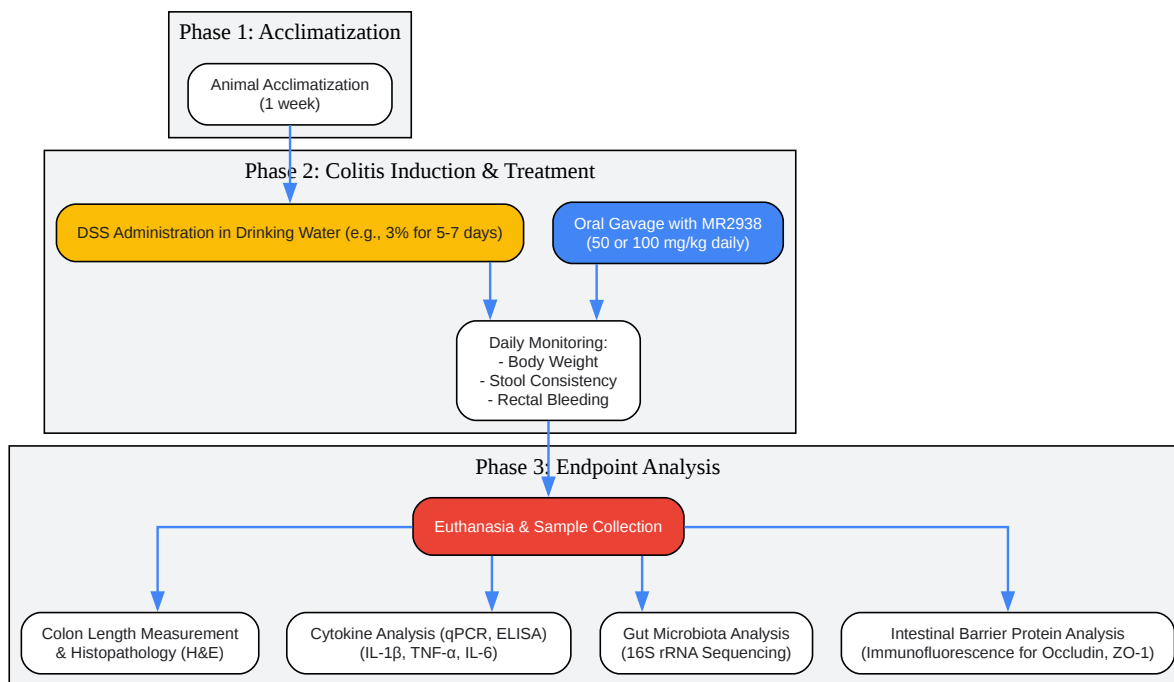 Phase 1: Acclimatization
Animal Acclimatization
(1 week)
Phase 2: Colitis Induction & Treatment
DSS Administration in Drinking Water (e.g., 3% for 5-7 days)
Oral Gavage with MR2938
(50 or 100 mg/kg daily)
Daily Monitoring:
- Body Weight
- Stool Consistency
- Rectal Bleeding
Phase 3: Endpoint Analysis
Euthanasia & Sample Collection
Colon Length Measurement
& Histopathology (H&E)
Cytokine Analysis (qPCR, ELISA)
(IL-1β, TNF-α, IL-6)
Gut Microbiota Analysis
(16S rRNA Sequencing)
Intestinal Barrier Protein Analysis
(Immunofluorescence for Occludin, ZO-1)